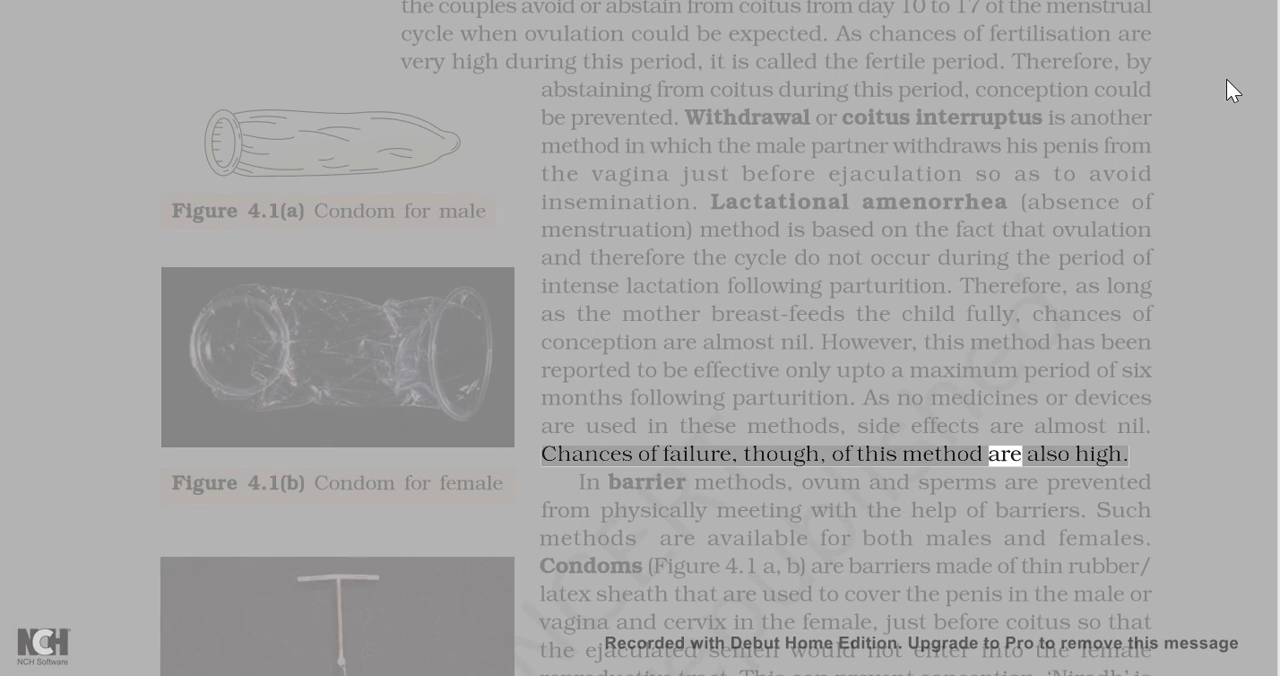 the couples avoid or abstain from coitus from day 10 to 17 of the menstrual
cycle when ovulation could be expected. As chances of fertilisation are
very high during this period, it is called the fertile period. Therefore, by
abstaining from coitus during this period, conception could
be prevented. Withdrawal or coitus interruptus is another
method in which the male partner withdraws his penis from
the vagina just before ejaculation so as to avoid
insemination. Lactational amenorrhea (absence of
menstruation) method is based on the fact that ovulation
and therefore the cycle do not occur during the period of
intense lactation following parturition. Therefore, as long
as the mother breast-feeds the child fully, chances of
conception are almost nil. However, this method has been
reported to be effective only upto a maximum period of six
months following parturition. As no medicines or devices
are used in these methods, side effects are almost nil.
Chances of failure, though, of this method are also high.
In barrier methods, ovum and sperms are prevented
from physically meeting with the help of barriers. Such
methods are available for both males and females.
Condoms (Figure 4.1 a, b) are barriers made of thin rubber/
latex sheath that are used to cover the penis in the male or
vagina and cervix in the female, just before coitus so that
the ejaculated semen would not enter into the female
Figure 4.1(a) Condom for male
Figure 4.1(b) Condom for female
NCH
NCH Software
Recorded with Debut Home Edition. Upgrade to Pro to remove this message